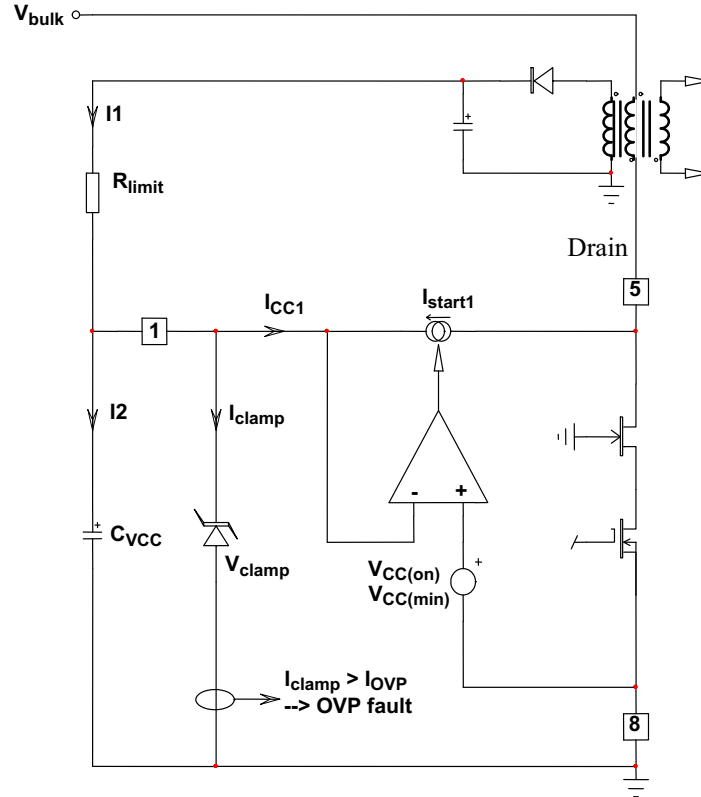 Vbulk
I1
Rlimit
Drain
5
ICC1
Istart1
1
I2
Iclamp
- +
CVCC
Vclamp
VCC(on)
VCC(min)
+
+
+
Iclamp > IOVP
--> OVP fault
8